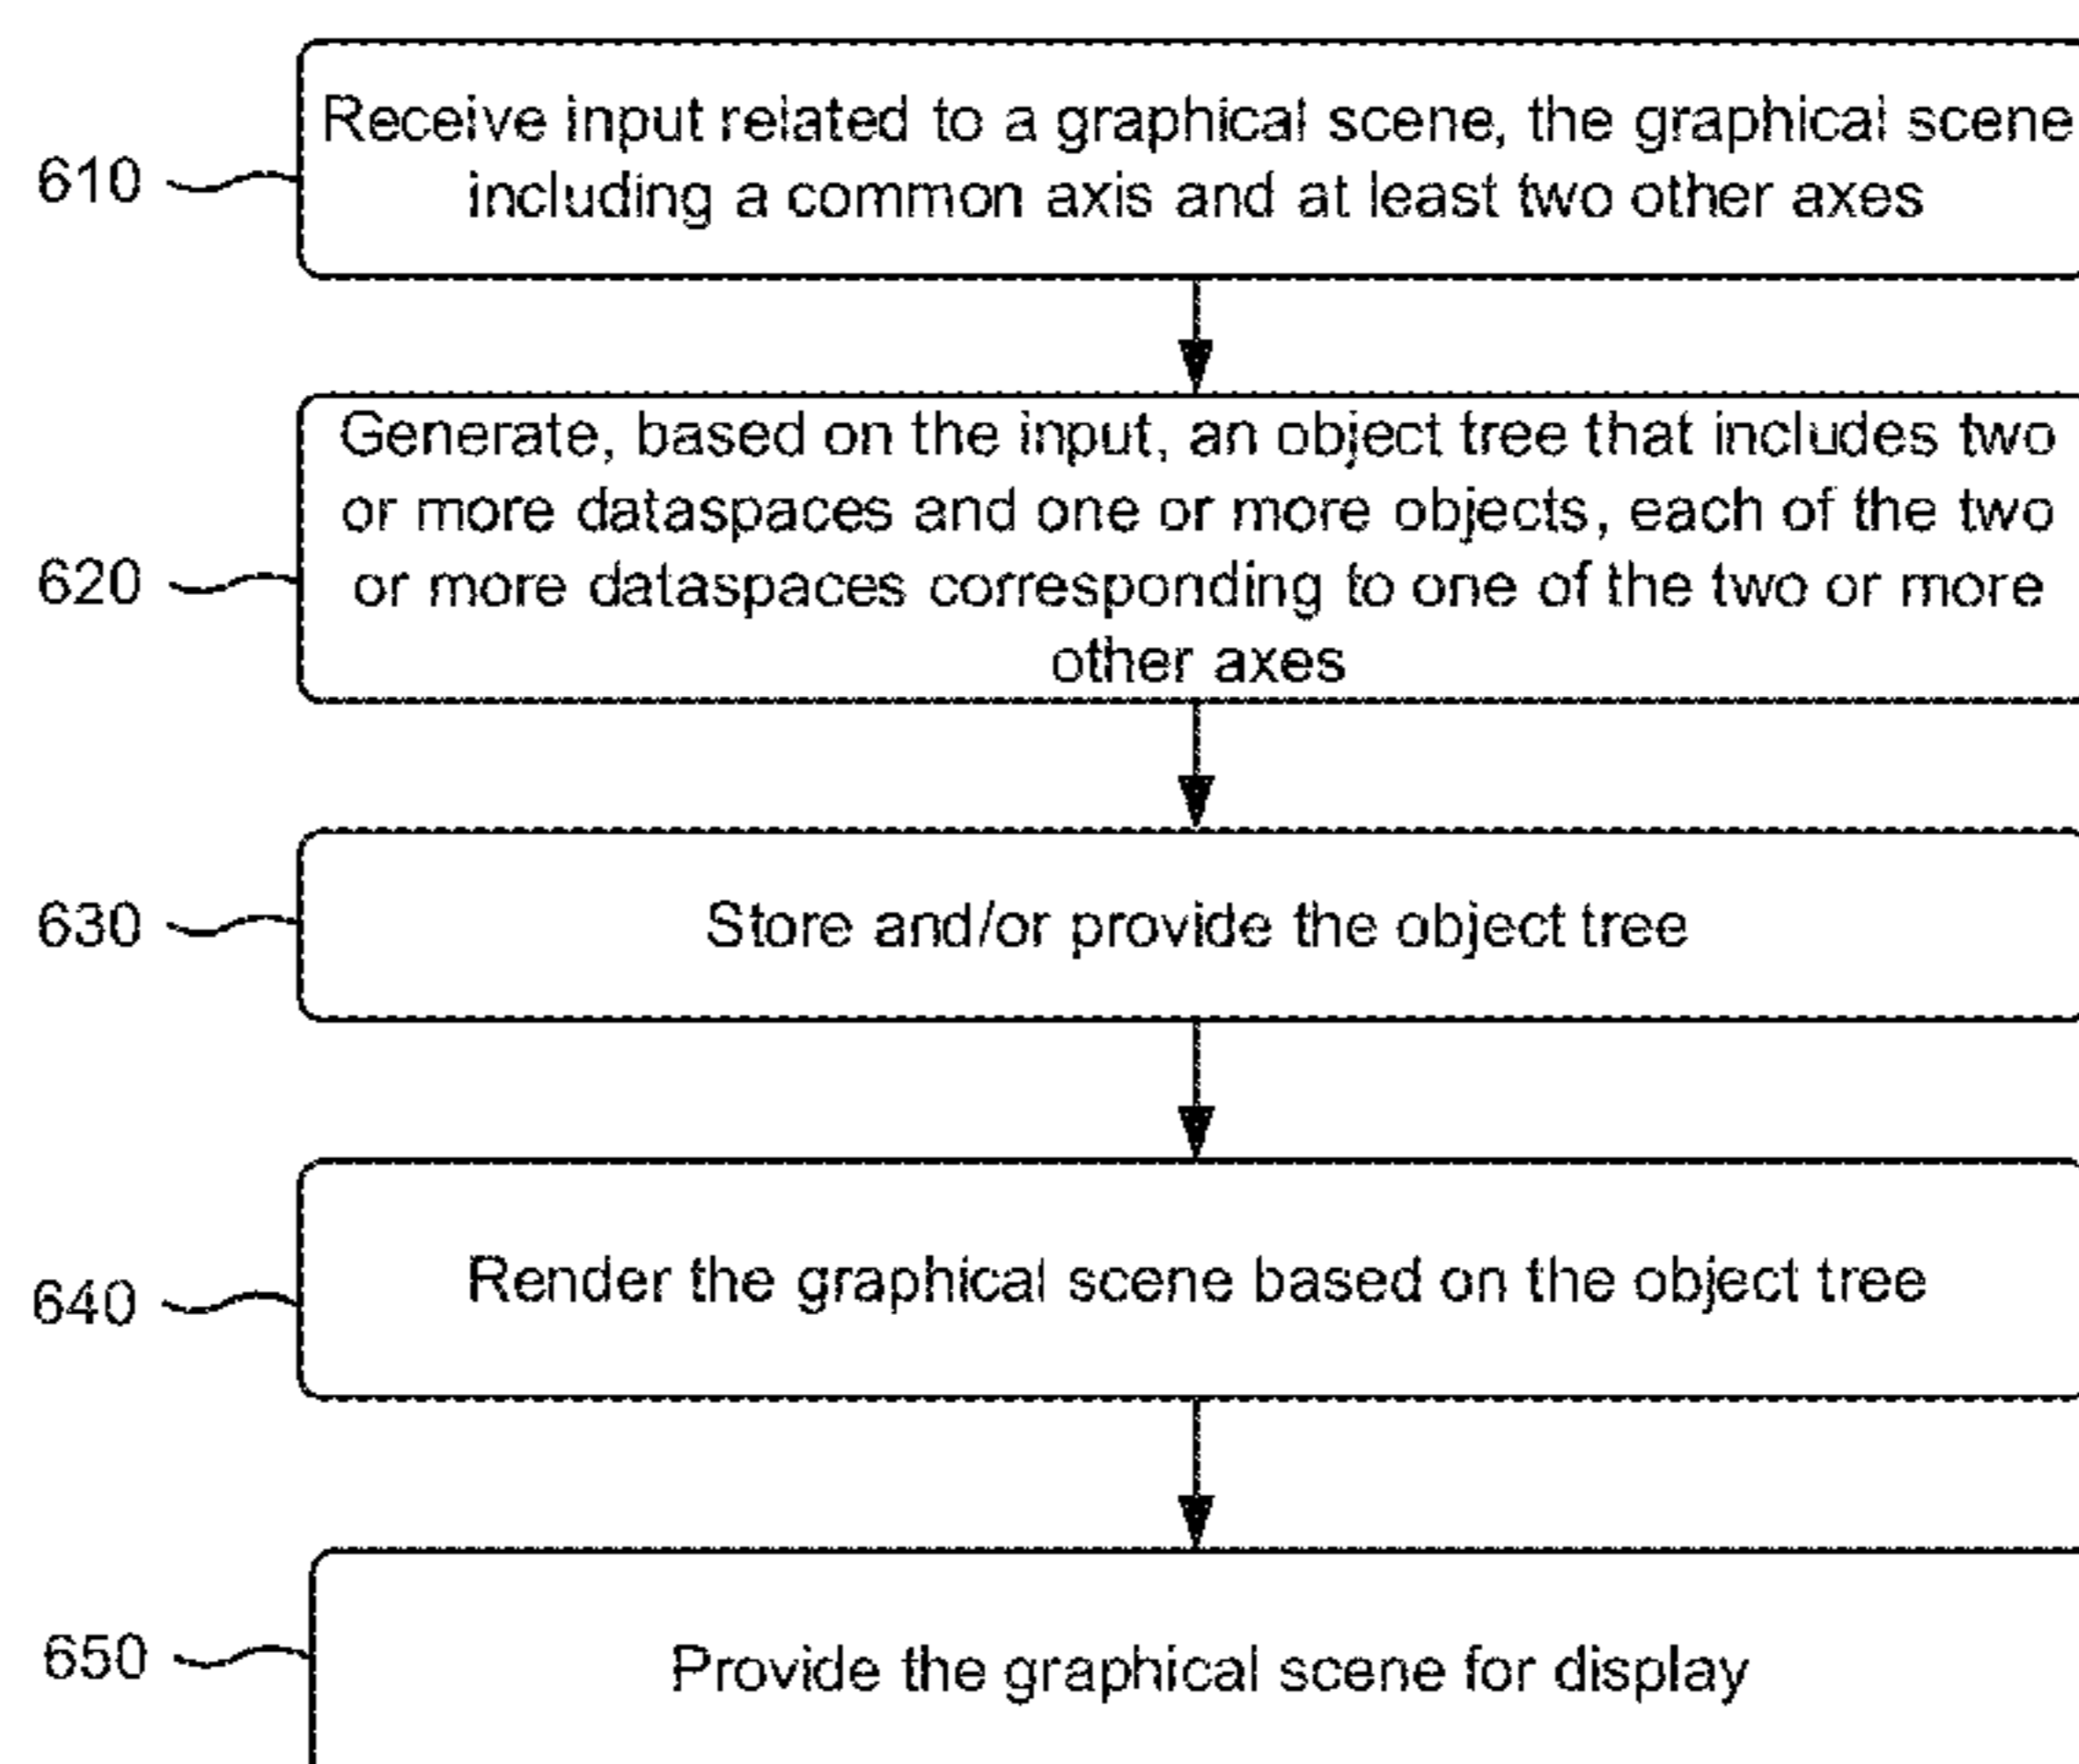 Receive input related to a graphical scene, the graphical scene
including a common axis and at least two other axes
610
Generate, based on the input, an object tree that includes two
or more dataspaces and one or more objects, each of the two
or more dataspaces corresponding to one of the two or more
other axes
620
Store and/or provide the object tree
630
Render the graphical scene based on the object tree
640
Provide the graphical scene for display
650